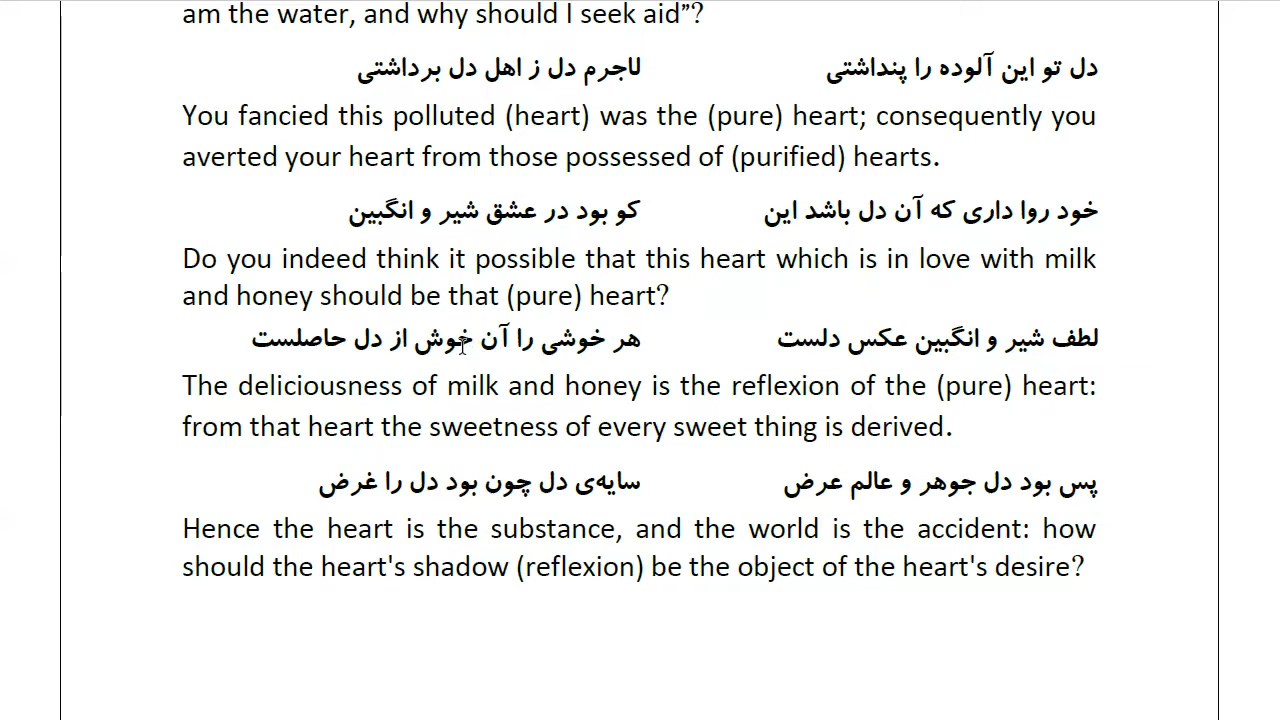 am the water, and why should I seek aid”?
دل تو این آلوده را پنداشتی لاجرم دل ز اهل دل برداشتی
You fancied this polluted (heart) was the (pure) heart; consequently you
averted your heart from those possessed of (purified) hearts.
خود روا داری که آن دل باشد این کو بود در عشق شیر و انگبین
Do you indeed think it possible that this heart which is in love with milk
and honey should be that (pure) heart?
لطف شیر و انگبین عکس دلست هر خوشی را آن خوش از دل حاصلست
The deliciousness of milk and honey is the reflexion of the (pure) heart:
from that heart the sweetness of every sweet thing is derived.
پس بود دل جوهر و عالم عرض سایه‌ی دل چون بود دل را غرض
Hence the heart is the substance, and the world is the accident: how
should the heart's shadow (reflexion) be the object of the heart's desire?